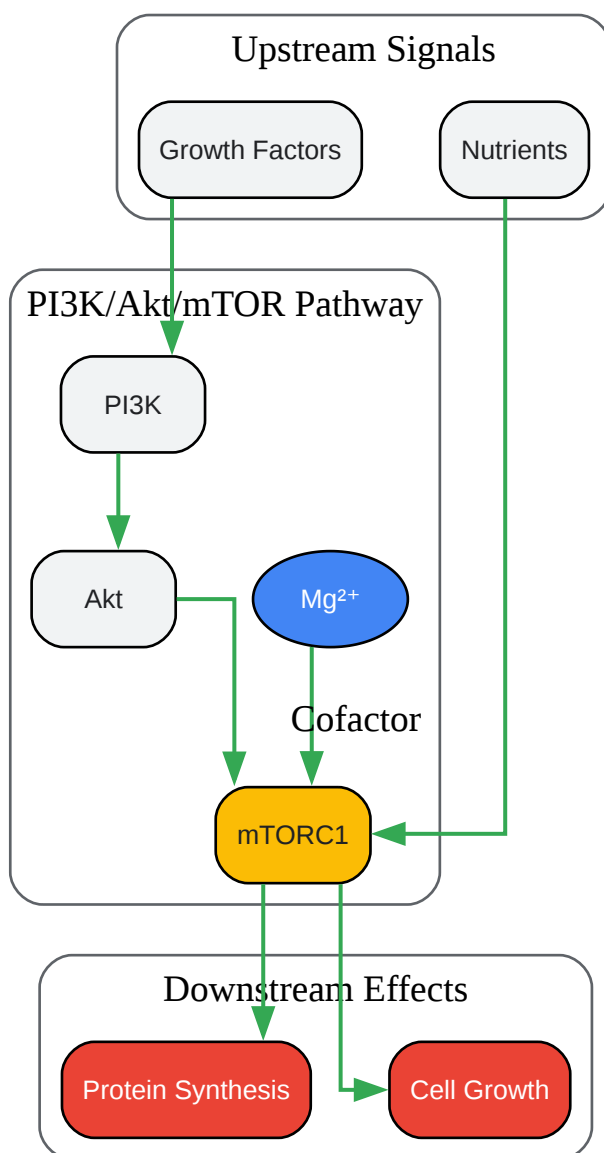 Upstream Signals
Growth Factors
Nutrients
PI3K/Akt/mTOR Pathway
PI3K
Akt
Mg²⁺
Cofactor
mTORC1
Downstream Effects
Protein Synthesis
Cell Growth